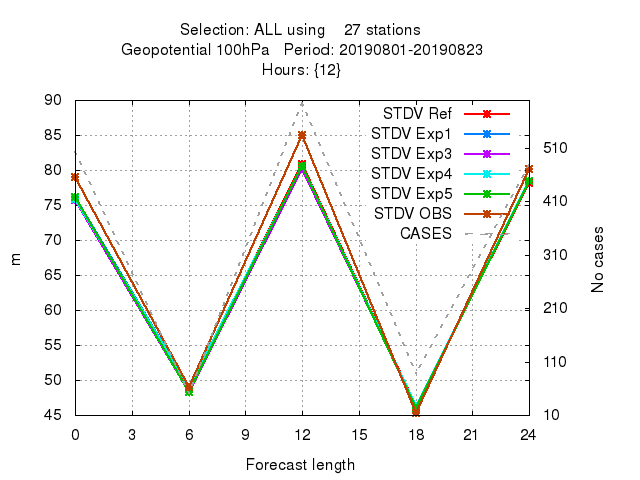 Selection: ALL using    27 stations
Geopotential 100hPa   Period: 20190801-20190823
Hours: {12}
STDV Ref
STDV Exp1
STDV Exp3
STDV Exp4
STDV Exp5
STDV OBS
CASES
90
85
80
75
70
65
60
55
50
45
m
510
410
310
210
110
10
No cases
0 3 6 9 12 15 18 21 24
Forecast length